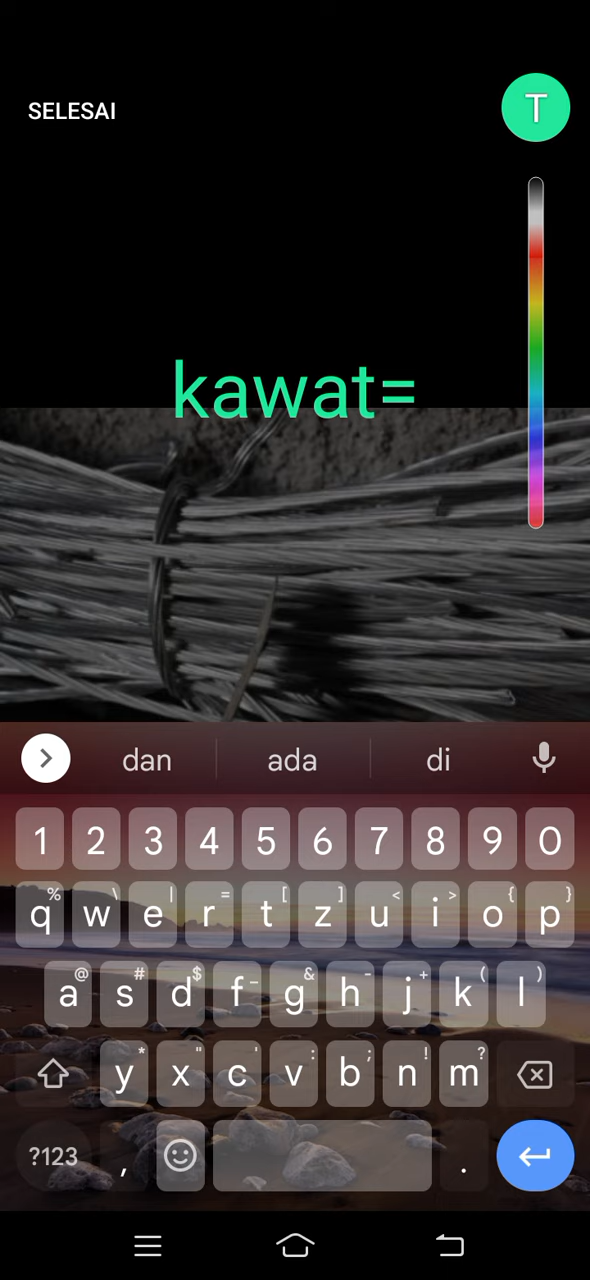 SELESAI
T
kawat=
dan ada di
1 2 3 4 5 6 7 8 9 0
% \ | = [ ] < > { }
q w e r t z u i o p
@ # $ _ & - + ( )
a s d f g h j k l
* " ' : ; ! ?
y x c v b n m
?123 , .